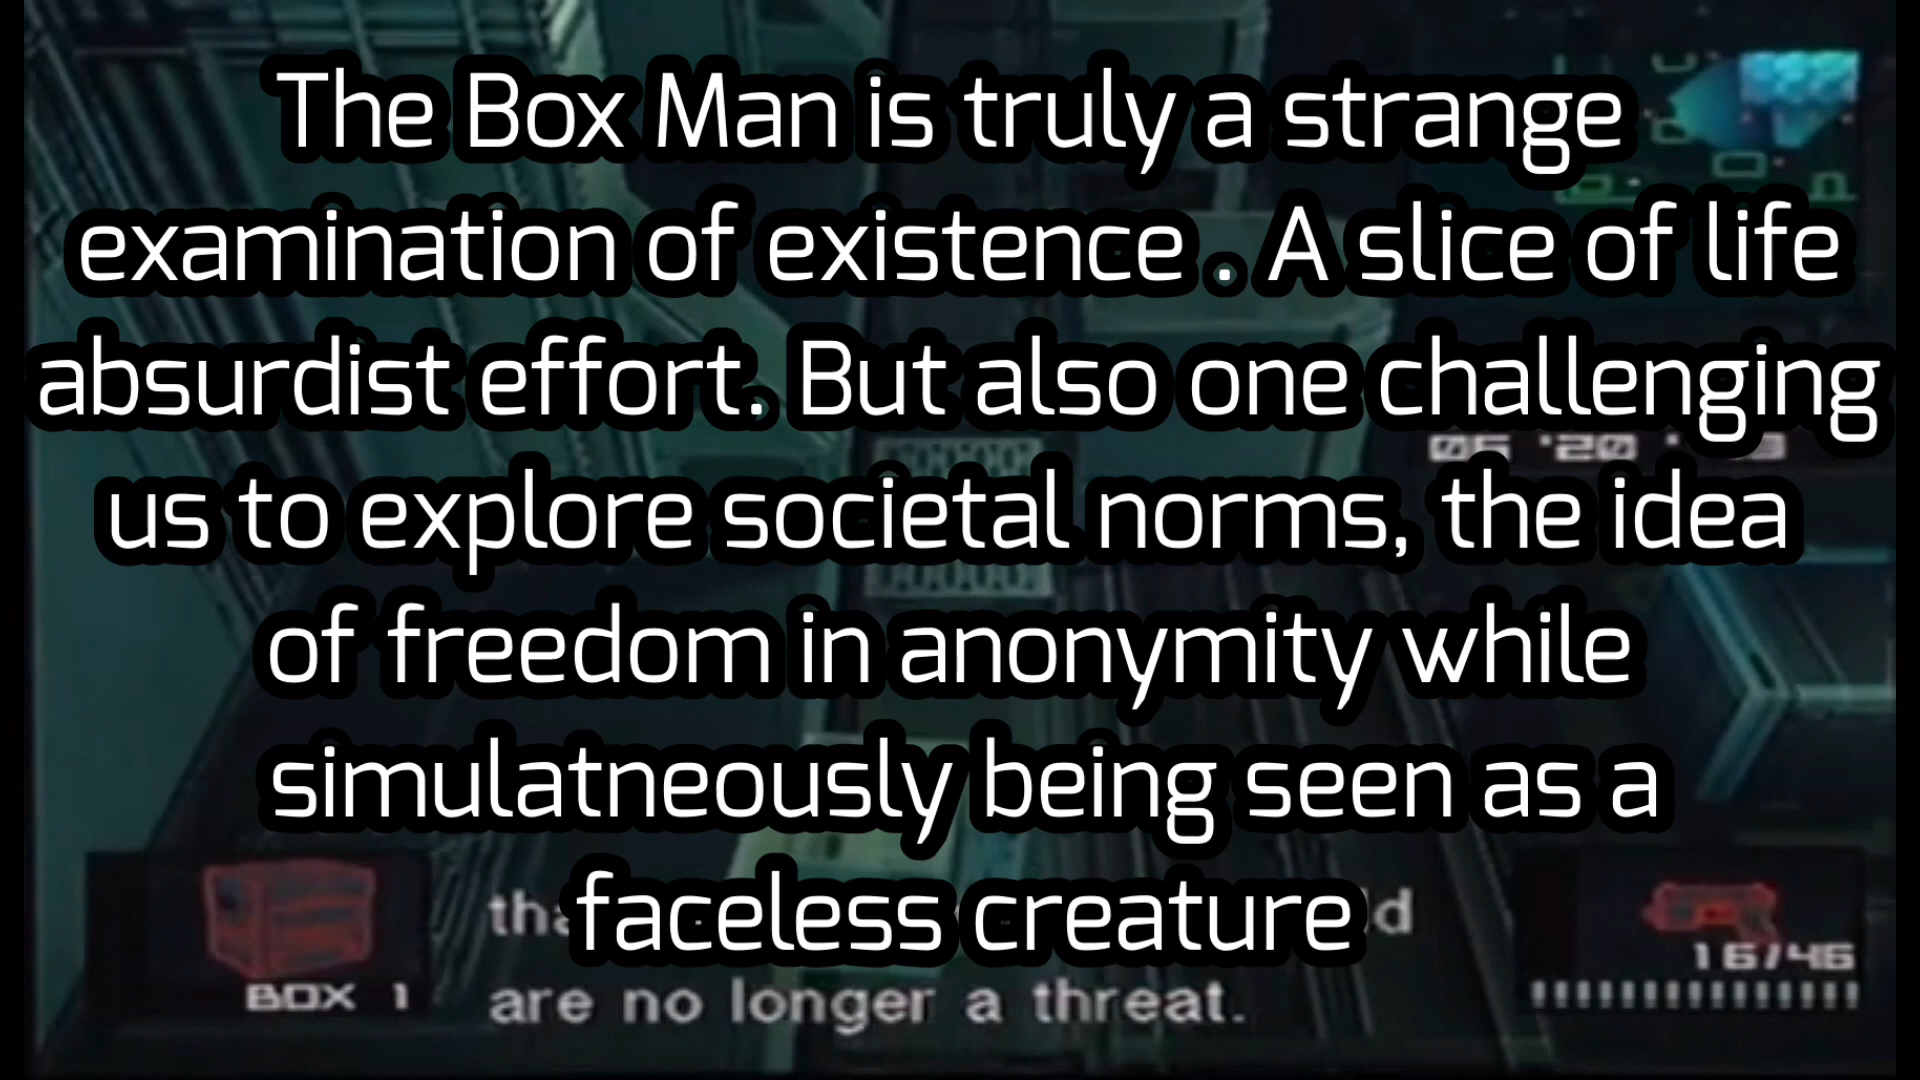 The Box Man is truly a strange
examination of existence . A slice of life
absurdist effort. But also one challenging
us to explore societal norms, the idea
of freedom in anonymity while
simulatneously being seen as a
faceless creature
are no longer a threat.
BOX 1
16/46